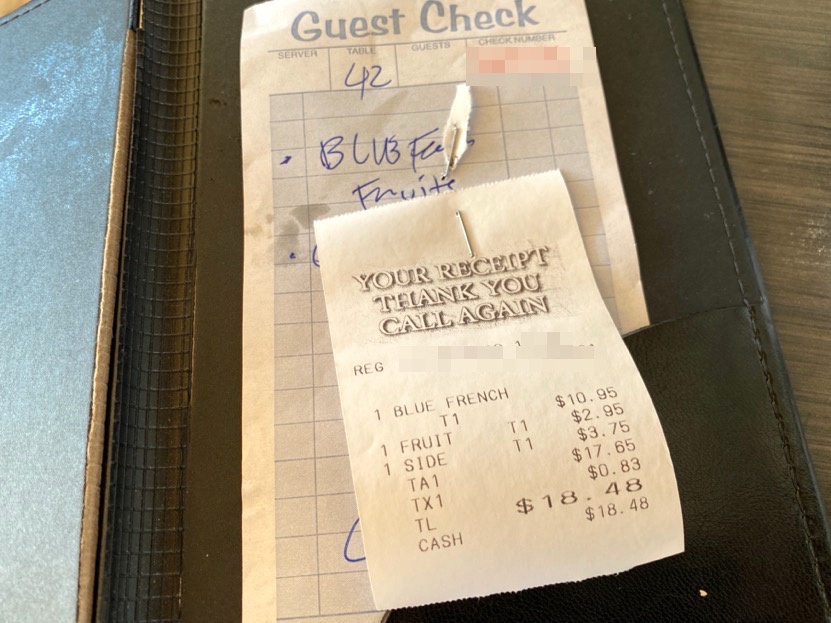 Guest Check
SERVER TABLE GUESTS CHECK NUMBER
42
• BLUE
Fruite
•
YOUR RECEIPT
THANK YOU
CALL AGAIN
REG
1 BLUE FRENCH
T1 $10.95
1 FRUIT T1 $2.95
1 SIDE T1 $3.75
TA1 $17.65
TX1 $0.83
TL $18.48
CASH $18.48